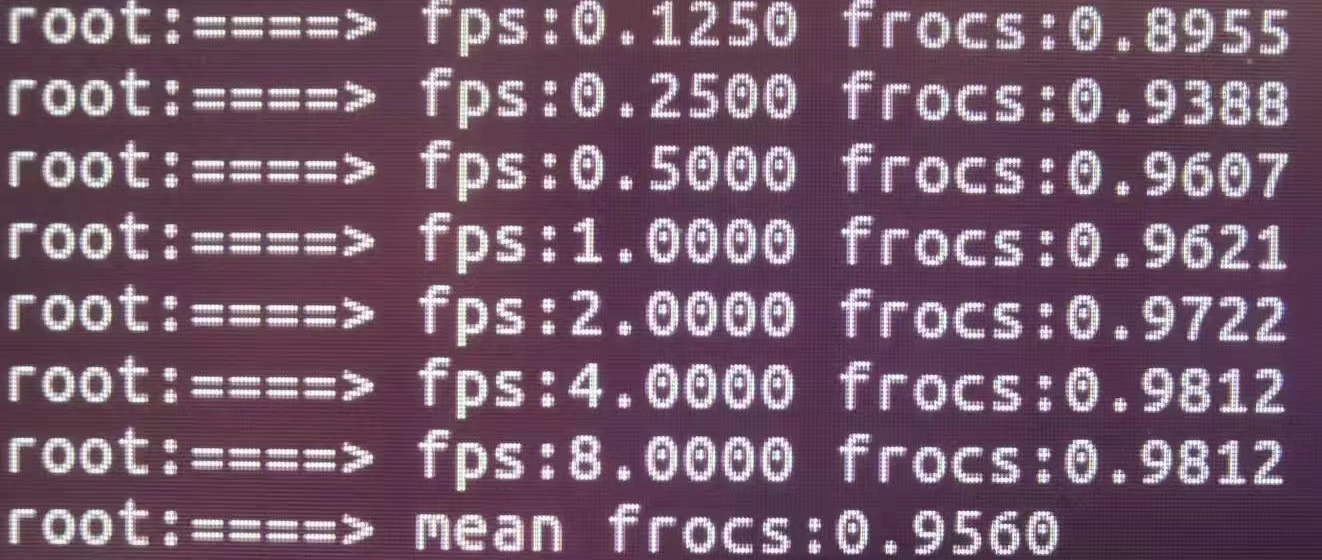 root:====> fps:0.1250 frocs:0.8955
root:====> fps:0.2500 frocs:0.9388
root:====> fps:0.5000 frocs:0.9607
root:====> fps:1.0000 frocs:0.9621
root:====> fps:2.0000 frocs:0.9722
root:====> fps:4.0000 frocs:0.9812
root:====> fps:8.0000 frocs:0.9812
root:====> mean frocs:0.9560